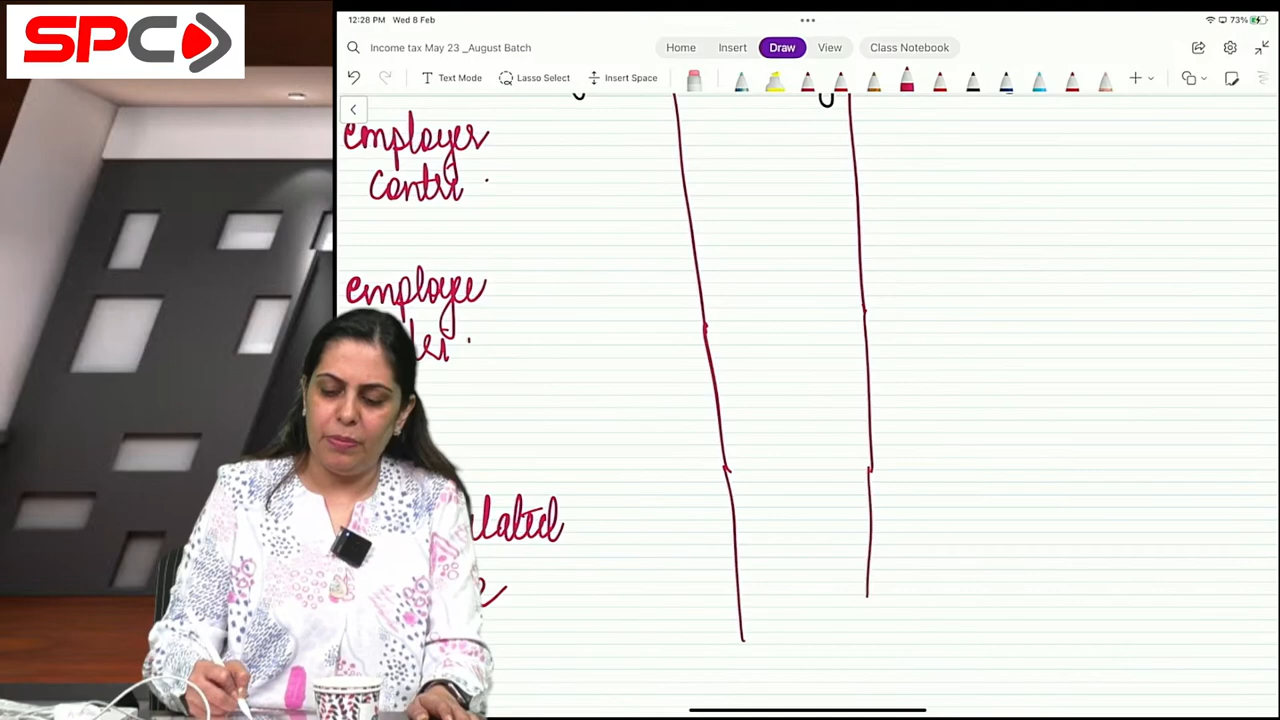 SPC
12:28 PM Wed 8 Feb
73%
Income tax May 23 _August Batch
Home Insert Draw View Class Notebook
Text Mode Lasso Select Insert Space
employer
contri
employee